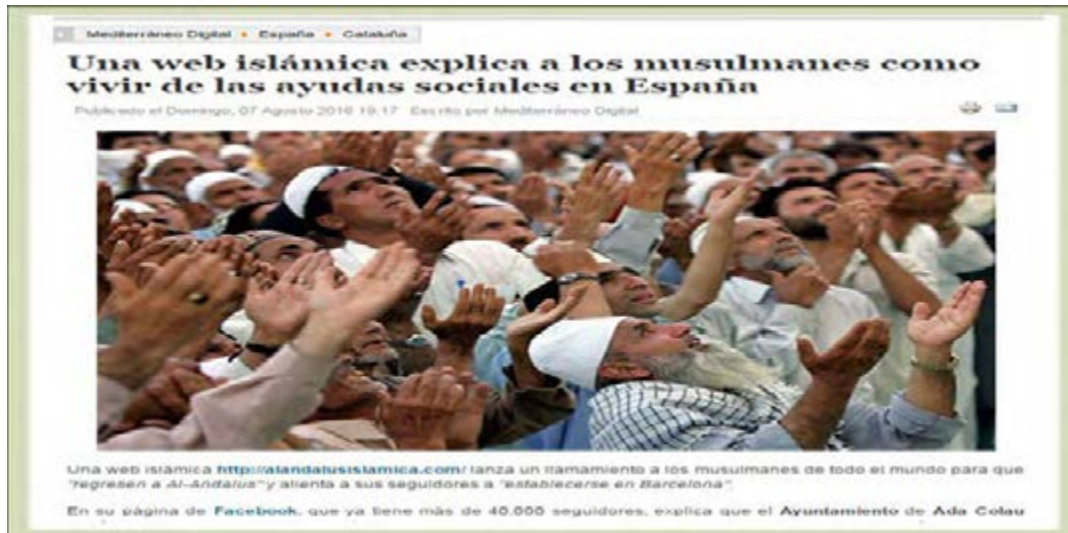 Mediterráneo Digital • España • Cataluña
Una web islámica explica a los musulmanes como
vivir de las ayudas sociales en España
Publicado el Domingo, 07 Agosto 2016 19:17 Escrito por Mediterráneo Digital
Una web islámica http://alandalusislamica.com/ lanza un llamamiento a los musulmanes de todo el mundo para que
"regresen a Al-Andalus" y alienta a sus seguidores a "establecerse en Barcelona".
En su página de Facebook, que ya tiene más de 40.000 seguidores, explica que el Ayuntamiento de Ada Colau